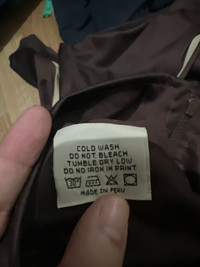 COLD WASH
DO NOT BLEACH
TUMBLE DRY LOW
DO NO IRON IN PRINT
MADE IN PERU